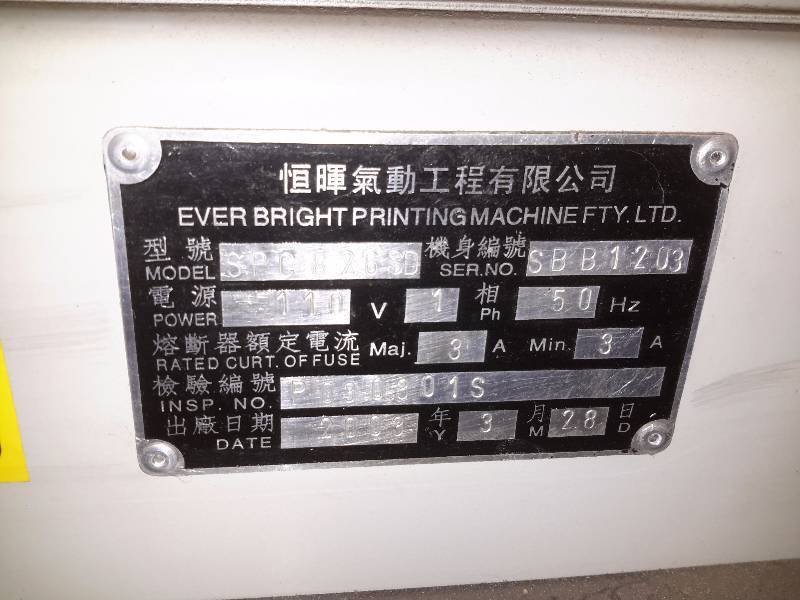 恒暉氣動工程有限公司
EVER BRIGHT PRINTING MACHINE FTY. LTD.
型號 機身編號
MODEL SPC826SD SER.NO. SBB1203
電源 110 V 1 相 50 Hz
POWER Ph
熔斷器額定電流 Maj. 3 A Min. 3 A
RATED CURT. OF FUSE
檢驗編號
INSP. NO.
出廠日期 2003 年 3 月 28 日
DATE Y M D